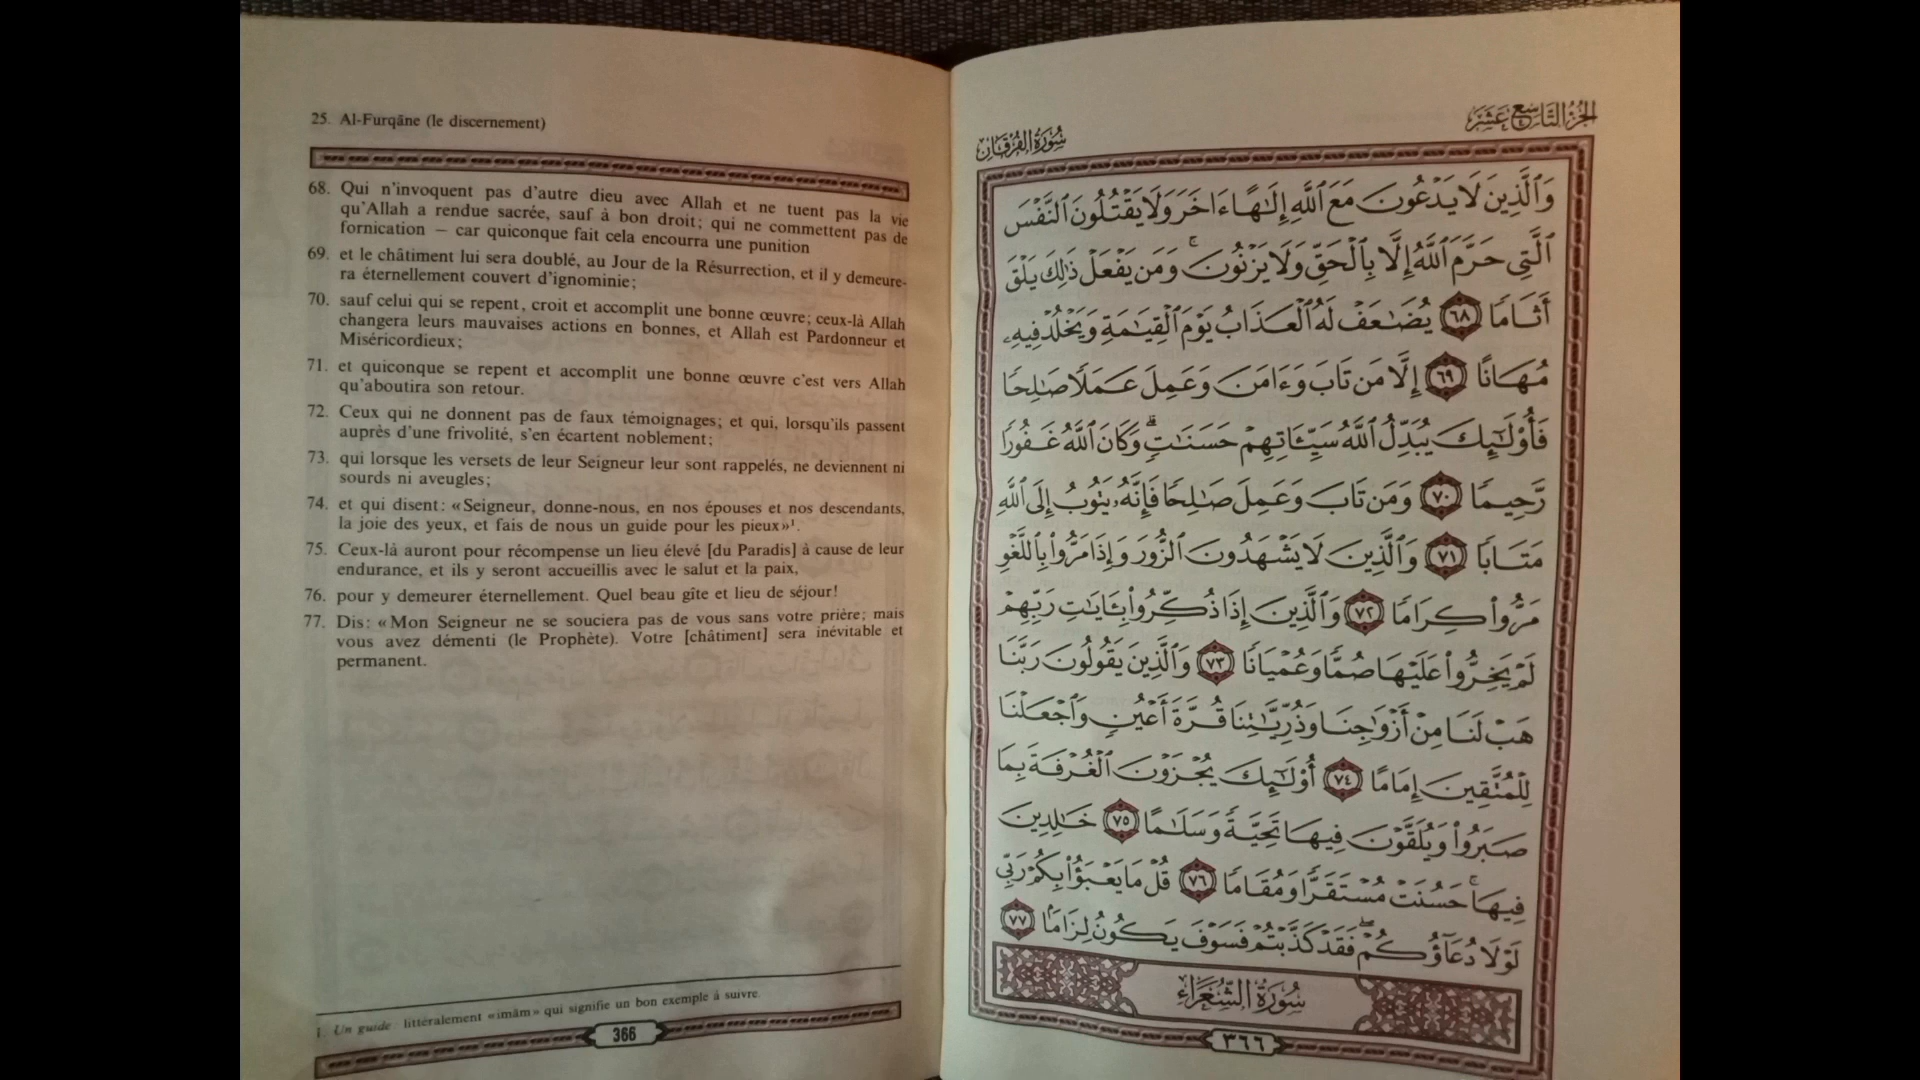 25. Al-Furqāne (le discernement)
68. Qui n'invoquent pas d'autre dieu avec Allah et ne tuent pas la vie
qu'Allah a rendue sacrée, sauf à bon droit; qui ne commettent pas de
fornication – car quiconque fait cela encourra une punition
69. et le châtiment lui sera doublé, au Jour de la Résurrection, et il y demeure-
ra éternellement couvert d'ignominie;
70. sauf celui qui se repent, croit et accomplit une bonne œuvre; ceux-là Allah
changera leurs mauvaises actions en bonnes, et Allah est Pardonneur et
Miséricordieux;
71. et quiconque se repent et accomplit une bonne œuvre c'est vers Allah
qu'aboutira son retour.
72. Ceux qui ne donnent pas de faux témoignages; et qui, lorsqu'ils passent
auprès d'une frivolité, s'en écartent noblement;
73. qui lorsque les versets de leur Seigneur leur sont rappelés, ne deviennent ni
sourds ni aveugles;
74. et qui disent: «Seigneur, donne-nous, en nos épouses et nos descendants,
la joie des yeux, et fais de nous un guide pour les pieux»¹.
75. Ceux-là auront pour récompense un lieu élevé [du Paradis] à cause de leur
endurance, et ils y seront accueillis avec le salut et la paix,
76. pour y demeurer éternellement. Quel beau gîte et lieu de séjour!
77. Dis: «Mon Seigneur ne se souciera pas de vous sans votre prière; mais
vous avez démenti (le Prophète). Votre [châtiment] sera inévitable et
permanent.
1. Un guide: littéralement «imām» qui signifie un bon exemple à suivre.
366
الجزء التاسع عشر
سورة الفرقان
وَٱلَّذِينَ لَا يَدْعُونَ مَعَ ٱللَّهِ إِلَٰهًا ءَاخَرَ وَلَا يَقْتُلُونَ ٱلنَّفْسَ
ٱلَّتِى حَرَّمَ ٱللَّهُ إِلَّا بِٱلْحَقِّ وَلَا يَزْنُونَ ۚ وَمَن يَفْعَلْ ذَٰلِكَ يَلْقَ
أَثَامًا ٦٨ يُضَٰعَفْ لَهُ ٱلْعَذَابُ يَوْمَ ٱلْقِيَٰمَةِ وَيَخْلُدْ فِيهِۦ
مُهَانًا ٦٩ إِلَّا مَن تَابَ وَءَامَنَ وَعَمِلَ عَمَلًا صَٰلِحًا
فَأُو۟لَٰٓئِكَ يُبَدِّلُ ٱللَّهُ سَيِّـَٔاتِهِمْ حَسَنَٰتٍ ۗ وَكَانَ ٱللَّهُ غَفُورًا
رَّحِيمًا ٧٠ وَمَن تَابَ وَعَمِلَ صَٰلِحًا فَإِنَّهُۥ يَتُوبُ إِلَى ٱللَّهِ
مَتَابًا ٧١ وَٱلَّذِينَ لَا يَشْهَدُونَ ٱلزُّورَ وَإِذَا مَرُّوا۟ بِٱللَّغْوِ
مَرُّوا۟ كِرَامًا ٧٢ وَٱلَّذِينَ إِذَا ذُكِّرُوا۟ بِـَٔايَٰتِ رَبِّهِمْ
لَمْ يَخِرُّوا۟ عَلَيْهَا صُمًّا وَعُمْيَانًا ٧٣ وَٱلَّذِينَ يَقُولُونَ رَبَّنَا
هَبْ لَنَا مِنْ أَزْوَٰجِنَا وَذُرِّيَّٰتِنَا قُرَّةَ أَعْيُنٍ وَٱجْعَلْنَا
لِلْمُتَّقِينَ إِمَامًا ٧٤ أُو۟لَٰٓئِكَ يُجْزَوْنَ ٱلْغُرْفَةَ بِمَا
صَبَرُوا۟ وَيُلَقَّوْنَ فِيهَا تَحِيَّةً وَسَلَٰمًا ٧٥ خَٰلِدِينَ
فِيهَا ۚ حَسُنَتْ مُسْتَقَرًّا وَمُقَامًا ٧٦ قُلْ مَا يَعْبَؤُا۟ بِكُمْ رَبِّى
لَوْلَا دُعَآؤُكُمْ ۖ فَقَدْ كَذَّبْتُمْ فَسَوْفَ يَكُونُ لِزَامًۢا ٧٧
سُورَةُ الشُّعَرَاءِ
٣٦٦